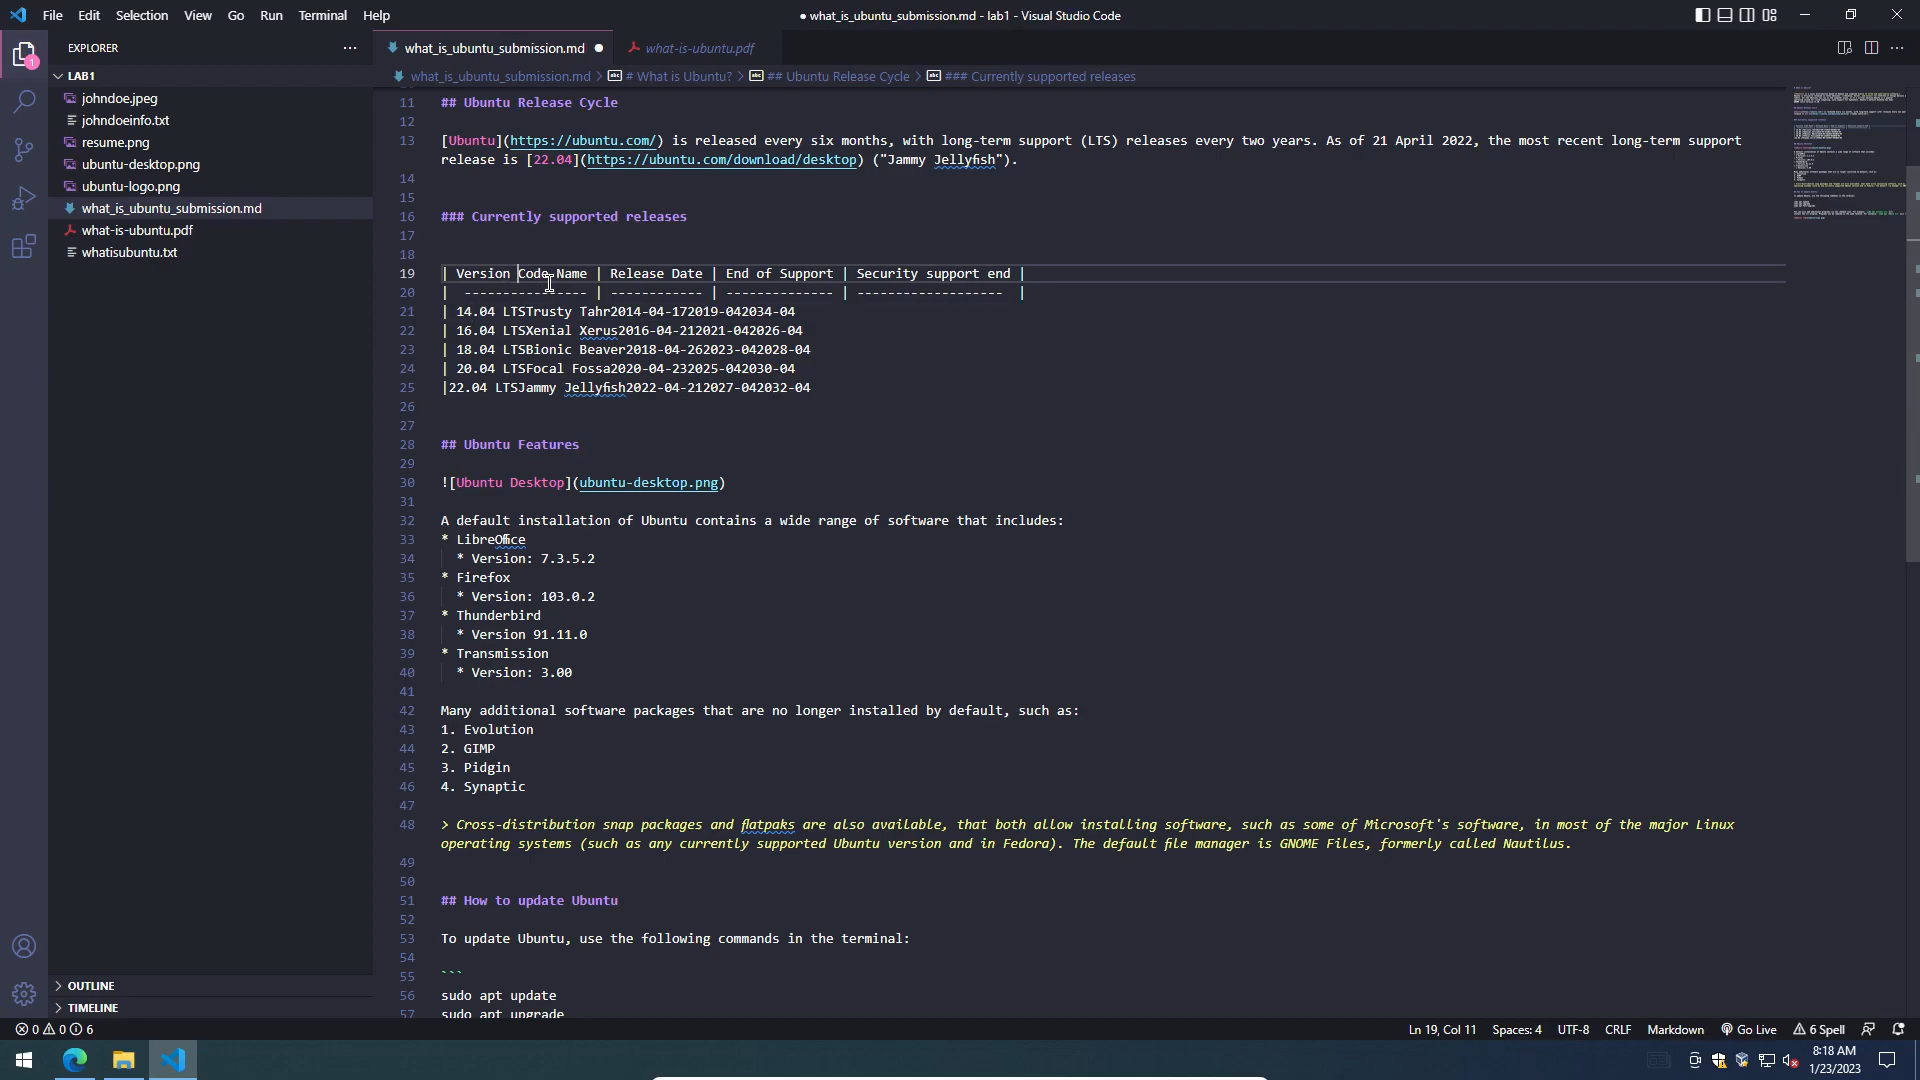 File Edit Selection View Go Run Terminal Help
● what_is_ubuntu_submission.md - lab1 - Visual Studio Code
EXPLORER
what_is_ubuntu_submission.md
what-is-ubuntu.pdf
1
LAB1
what_is_ubuntu_submission.md > # What is Ubuntu? > ## Ubuntu Release Cycle > ### Currently supported releases
johndoe.jpeg
johndoeinfo.txt
resume.png
ubuntu-desktop.png
ubuntu-logo.png
what_is_ubuntu_submission.md
what-is-ubuntu.pdf
whatisubuntu.txt
11 ## Ubuntu Release Cycle
12
13 [Ubuntu](https://ubuntu.com/) is released every six months, with long-term support (LTS) releases every two years. As of 21 April 2022, the most recent long-term support
release is [22.04](https://ubuntu.com/download/desktop) ("Jammy Jellyfish").
14
15
16 ### Currently supported releases
17
18
19 | Version Code Name | Release Date | End of Support | Security support end |
20 |  ---------------- | ------------ | -------------- | -------------------  |
21 | 14.04 LTSTrusty Tahr2014-04-172019-042034-04
22 | 16.04 LTSXenial Xerus2016-04-212021-042026-04
23 | 18.04 LTSBionic Beaver2018-04-262023-042028-04
24 | 20.04 LTSFocal Fossa2020-04-232025-042030-04
25 |22.04 LTSJammy Jellyfish2022-04-212027-042032-04
26
27
28 ## Ubuntu Features
29
30 ![Ubuntu Desktop](ubuntu-desktop.png)
31
32 A default installation of Ubuntu contains a wide range of software that includes:
33 * LibreOffice
34 * Version: 7.3.5.2
35 * Firefox
36 * Version: 103.0.2
37 * Thunderbird
38 * Version 91.11.0
39 * Transmission
40 * Version: 3.00
41
42 Many additional software packages that are no longer installed by default, such as:
43 1. Evolution
44 2. GIMP
45 3. Pidgin
46 4. Synaptic
47
48 > Cross-distribution snap packages and flatpaks are also available, that both allow installing software, such as some of Microsoft's software, in most of the major Linux
operating systems (such as any currently supported Ubuntu version and in Fedora). The default file manager is GNOME Files, formerly called Nautilus.
49
50
51 ## How to update Ubuntu
52
53 To update Ubuntu, use the following commands in the terminal:
54
55 ```
56 sudo apt update
57 sudo apt upgrade
OUTLINE
TIMELINE
0 0 6
Ln 19, Col 11 Spaces: 4 UTF-8 CRLF Markdown Go Live 6 Spell
8:18 AM
1/23/2023